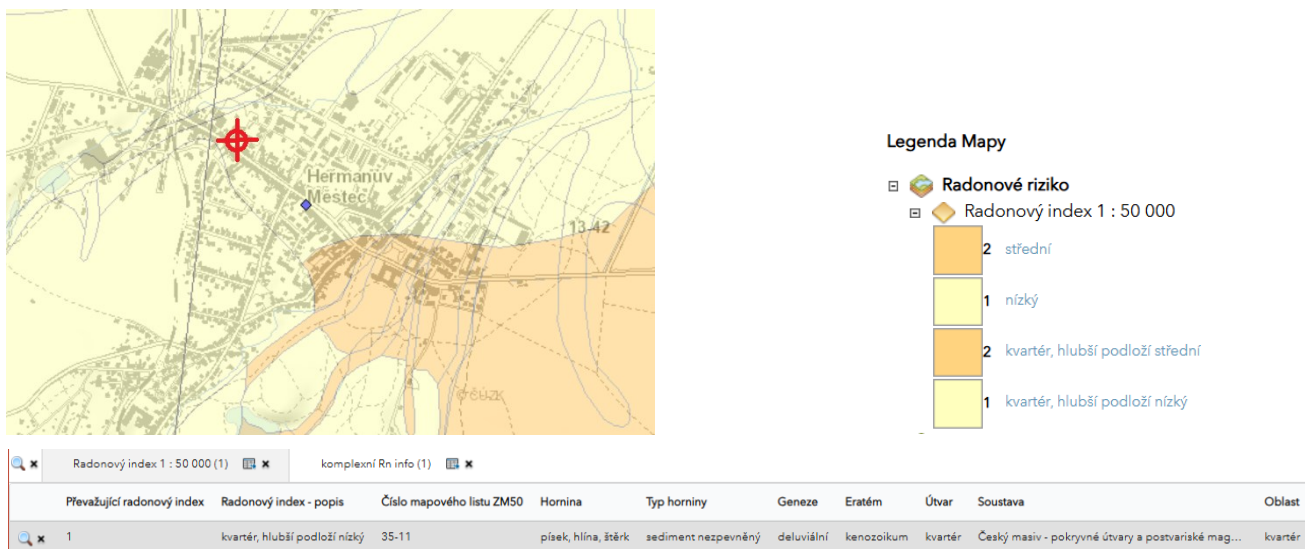 Hermanův
Městec
13-42
©ČÚZK
Legenda Mapy
Radonové riziko
Radonový index 1 : 50 000
2 střední
1 nízký
2 kvartér, hlubší podloží střední
1 kvartér, hlubší podloží nízký
Radonový index 1 : 50 000 (1) komplexní Rn info (1)
Převažující radonový index Radonový index - popis Číslo mapového listu ZM50 Hornina Typ horniny Geneze Eratém Útvar Soustava Oblast
1 kvartér, hlubší podloží nízký 35-11 písek, hlína, štěrk sediment nezpevněný deluviální kenozoikum kvartér Český masiv - pokryvné útvary a postvariské mag... kvartér